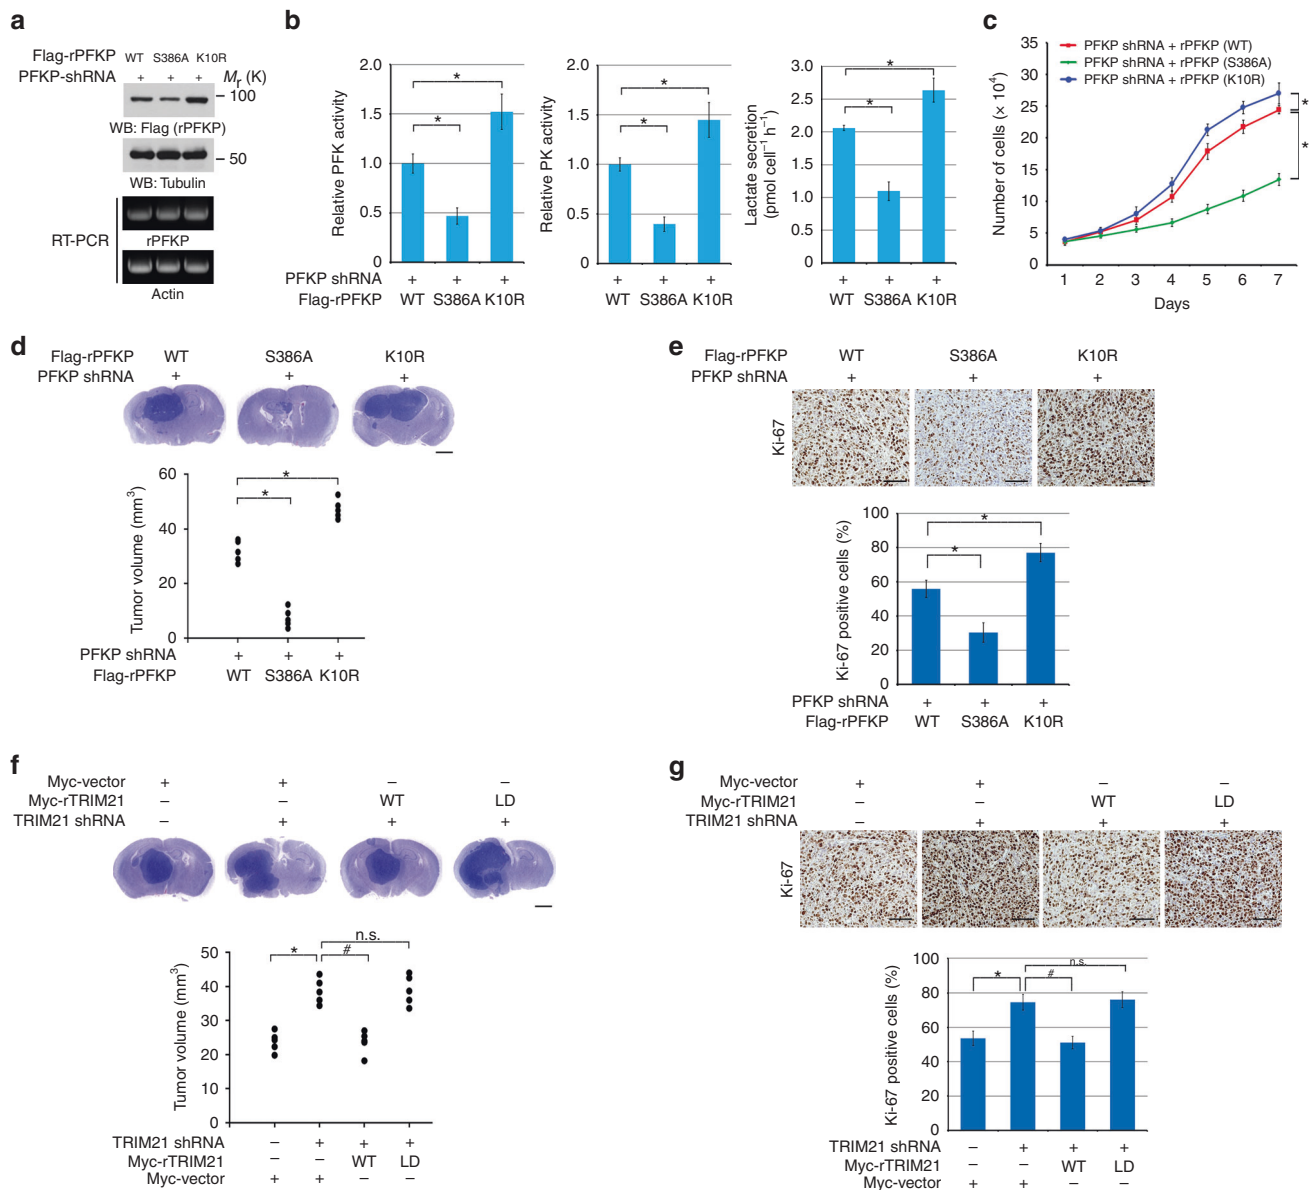 a
Flag-rPFKP WT S386A K10R
PFKP-shRNA + + + Mr (K)
100
WB: Flag (rPFKP)
50
WB: Tubulin
RT-PCR
rPFKP
Actin
b
Relative PFK activity
2.0
1.5
1.0
0.5
0
*
*
PFKP shRNA + + +
Flag-rPFKP WT S386A K10R
Relative PK activity
2.0
1.5
1.0
0.5
0
*
*
+ + +
WT S386A K10R
Lactate secretion
(pmol cell⁻¹ h⁻¹)
3.0
2.5
2.0
1.5
1.0
0.5
0
*
*
+ + +
WT S386A K10R
c
Number of cells (× 10⁴)
35
30
25
20
15
10
5
0
PFKP shRNA + rPFKP (WT)
PFKP shRNA + rPFKP (S386A)
PFKP shRNA + rPFKP (K10R)
*
*
1 2 3 4 5 6 7
Days
d
Flag-rPFKP WT S386A K10R
PFKP shRNA + + +
Tumor volume (mm³)
60
40
20
0
*
*
PFKP shRNA + + +
Flag-rPFKP WT S386A K10R
e
Flag-rPFKP WT S386A K10R
PFKP shRNA + + +
Ki-67
Ki-67 positive cells (%)
100
80
60
40
20
0
*
*
PFKP shRNA + + +
Flag-rPFKP WT S386A K10R
f
Myc-vector + + – –
Myc-rTRIM21 – – WT LD
TRIM21 shRNA – + + +
Tumor volume (mm³)
50
40
30
20
10
0
n.s.
* #
TRIM21 shRNA – + + +
Myc-rTRIM21 – – WT LD
Myc-vector + + – –
g
Myc-vector + + – –
Myc-rTRIM21 – – WT LD
TRIM21 shRNA – + + +
Ki-67
Ki-67 positive cells (%)
100
80
60
40
20
0
n.s.
* #
TRIM21 shRNA – + + +
Myc-rTRIM21 – – WT LD
Myc-vector + + – –